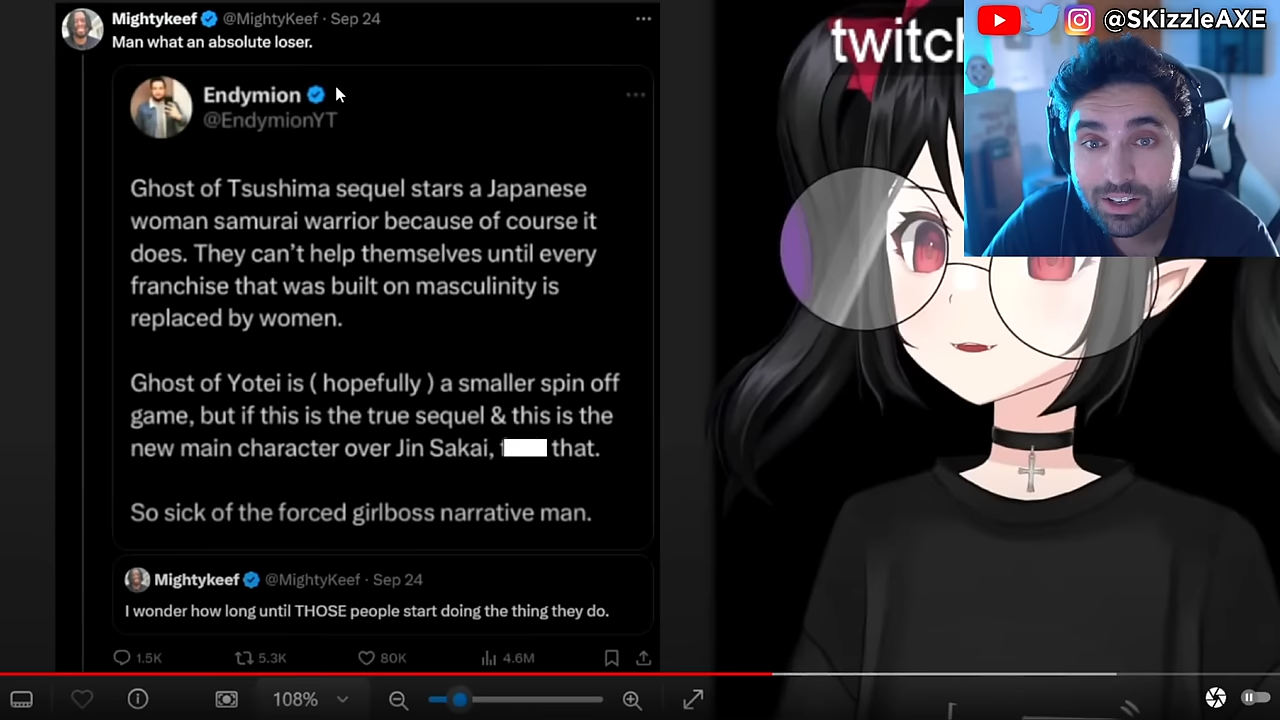 Mightykeef @MightyKeef · Sep 24
Man what an absolute loser.
Endymion
@EndymionYT
Ghost of Tsushima sequel stars a Japanese
woman samurai warrior because of course it
does. They can't help themselves until every
franchise that was built on masculinity is
replaced by women.
Ghost of Yotei is ( hopefully ) a smaller spin off
game, but if this is the true sequel & this is the
new main character over Jin Sakai, that.
So sick of the forced girlboss narrative man.
Mightykeef @MightyKeef · Sep 24
I wonder how long until THOSE people start doing the thing they do.
1.5K 5.3K 80K 4.6M
108%
twitch
@SKizzleAXE